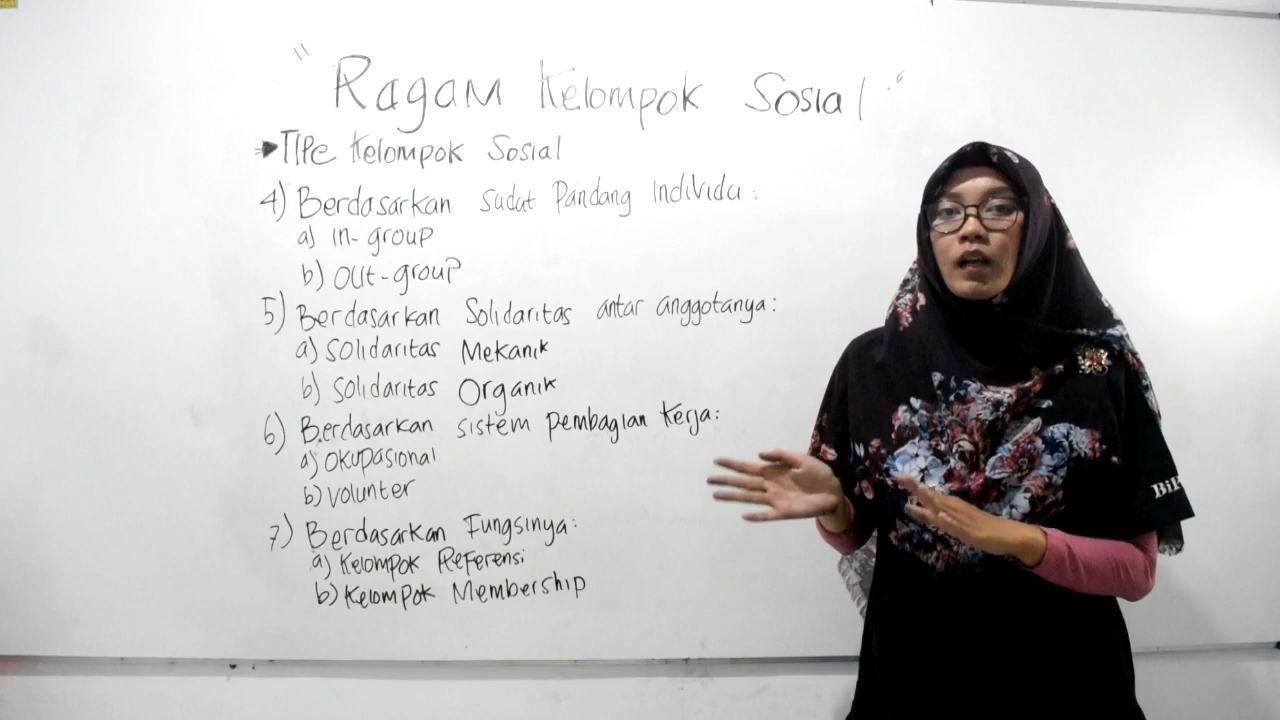 "Ragam Kelompok Sosial"
Tipe Kelompok Sosial
4) Berdasarkan sudut Pandang Individu :
a) in-group
b) out-group
5) Berdasarkan Solidaritas antar anggotanya :
a) Solidaritas Mekanik
b) Solidaritas Organik
6) Berdasarkan sistem pembagian kerja :
a) Okupasional
b) Volunter
7) Berdasarkan Fungsinya :
a) Kelompok Referensi
b) Kelompok Membership